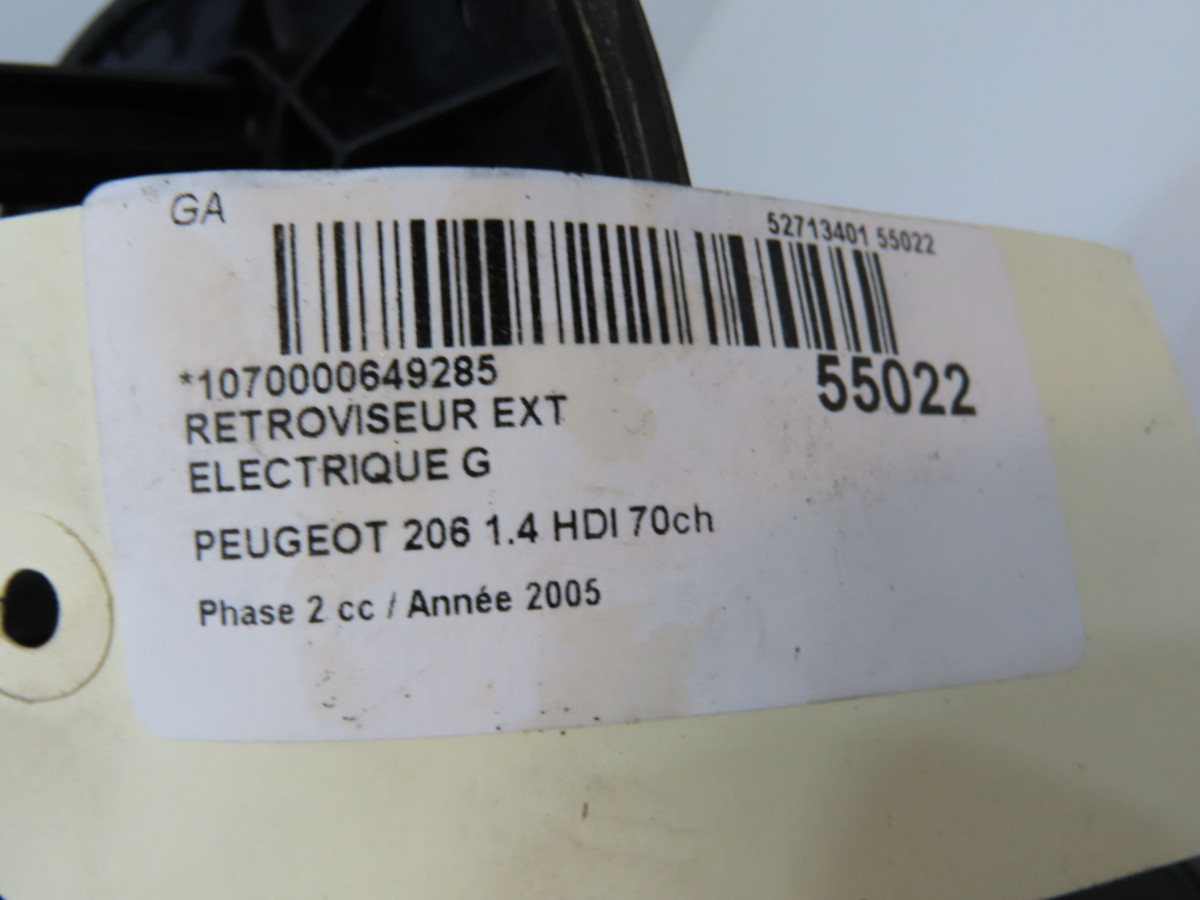 GA
52713401 55022
*1070000649285
55022
RETROVISEUR EXT
ELECTRIQUE G
PEUGEOT 206 1.4 HDI 70ch
Phase 2 cc / Année 2005